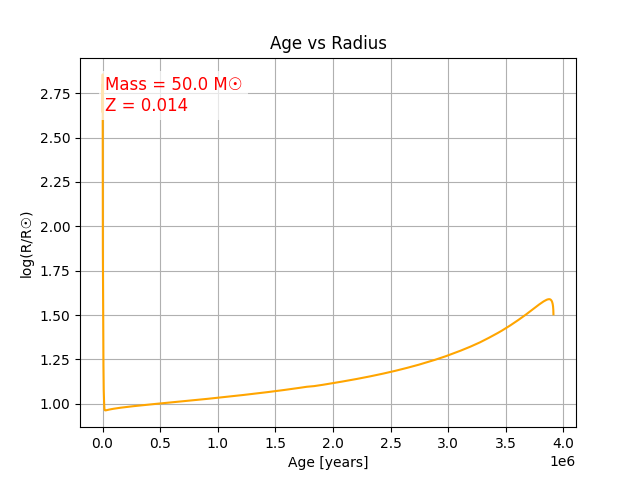 Age vs Radius
Mass = 50.0 M☉
Z = 0.014
log(R/R☉)
2.75
2.50
2.25
2.00
1.75
1.50
1.25
1.00
0.0 0.5 1.0 1.5 2.0 2.5 3.0 3.5 4.0
1e6
Age [years]